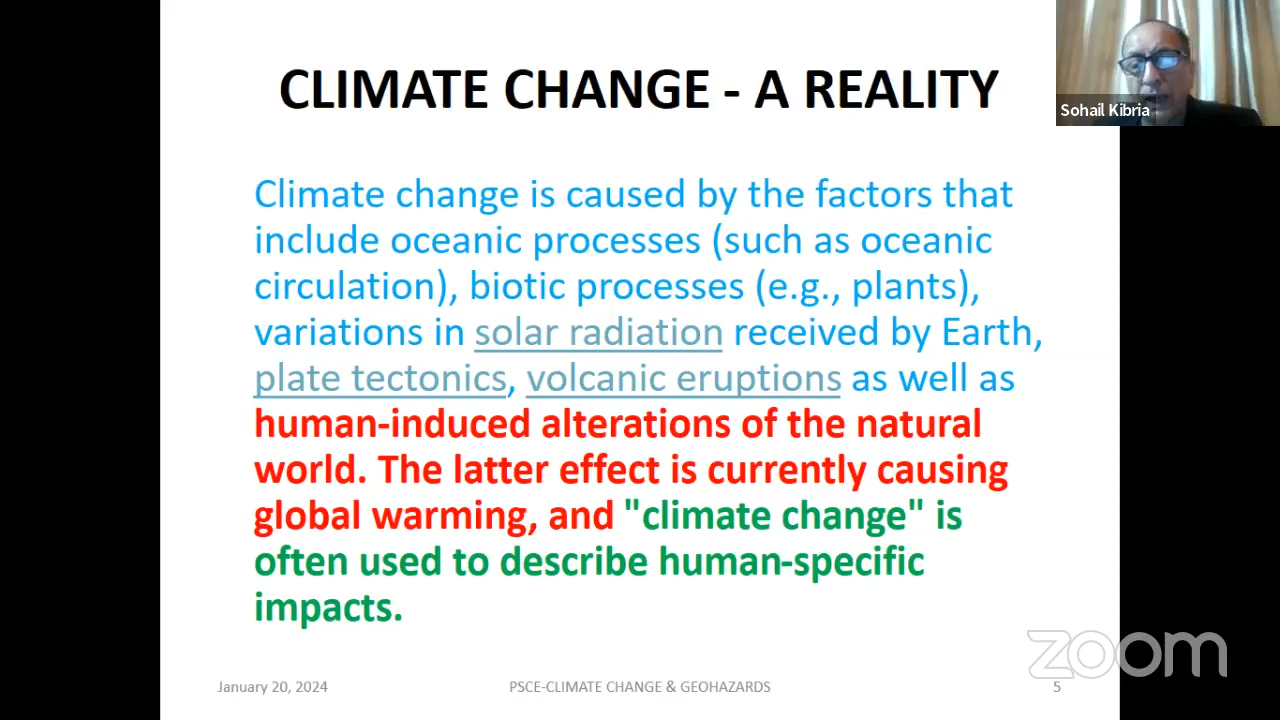 CLIMATE CHANGE - A REALITY
Sohail Kibria
Climate change is caused by the factors that
include oceanic processes (such as oceanic
circulation), biotic processes (e.g., plants),
variations in solar radiation received by Earth,
plate tectonics, volcanic eruptions as well as
human-induced alterations of the natural
world. The latter effect is currently causing
global warming, and "climate change" is
often used to describe human-specific
impacts.
zoom
January 20, 2024
PSCE-CLIMATE CHANGE & GEOHAZARDS
5